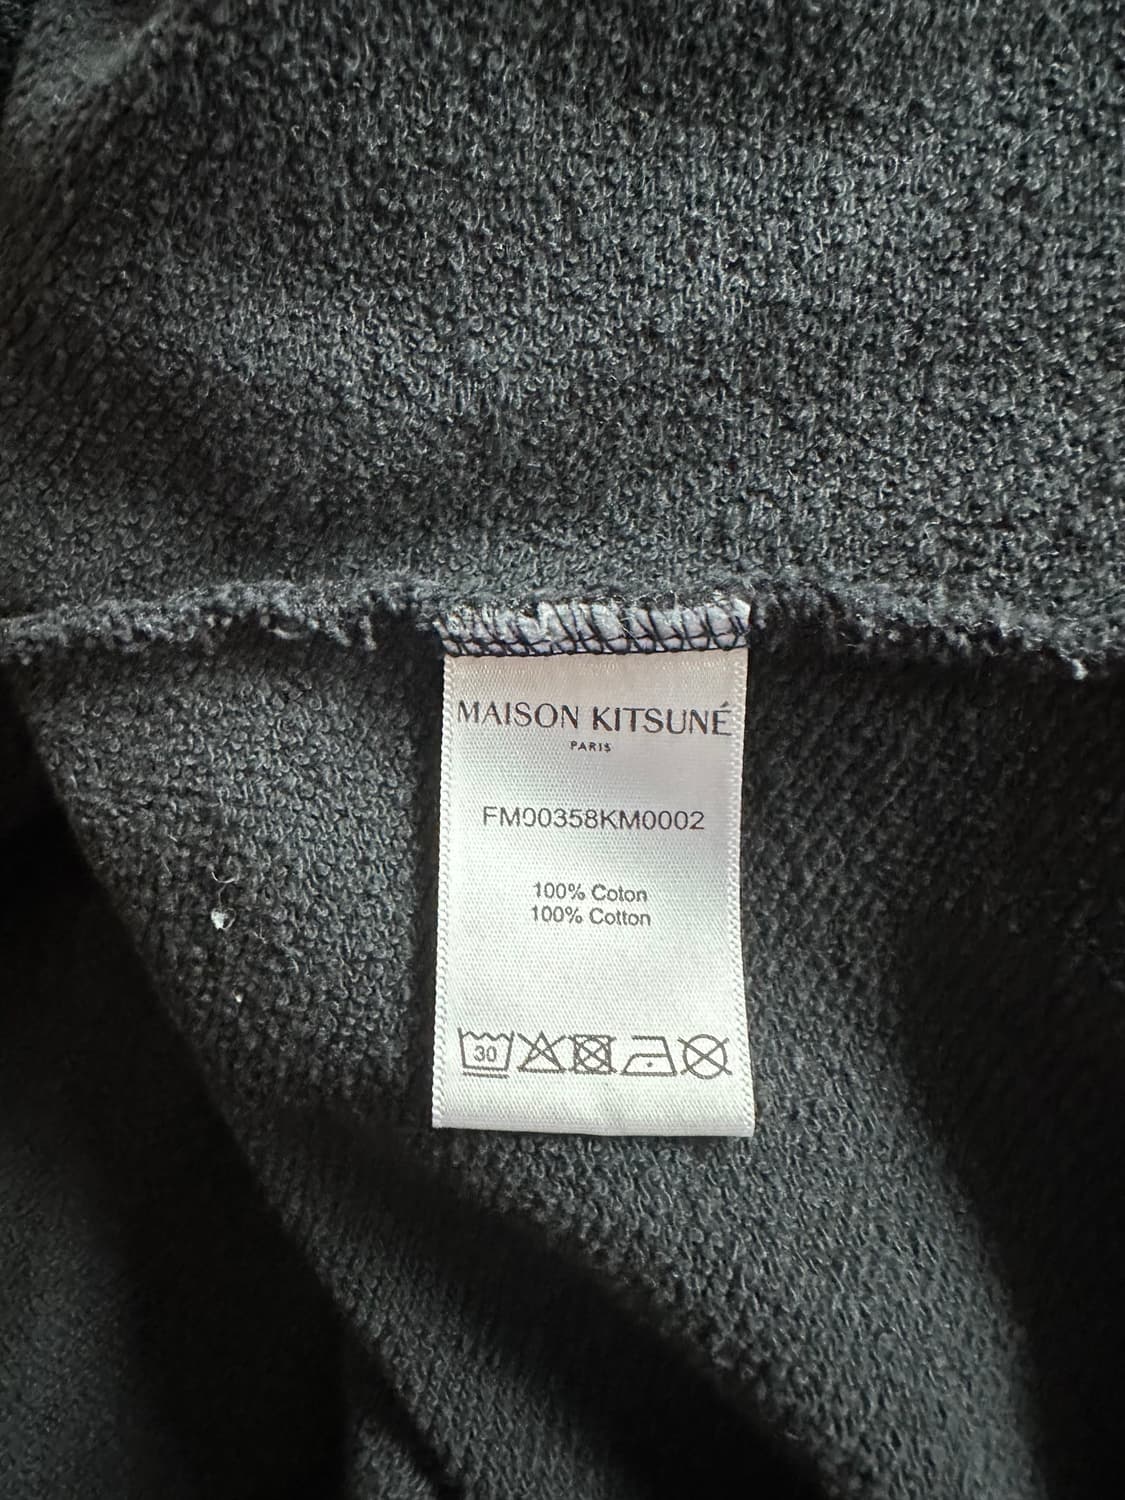 MAISON KITSUNÉ
PARIS
FM00358KM0002
100% Coton
100% Cotton
30